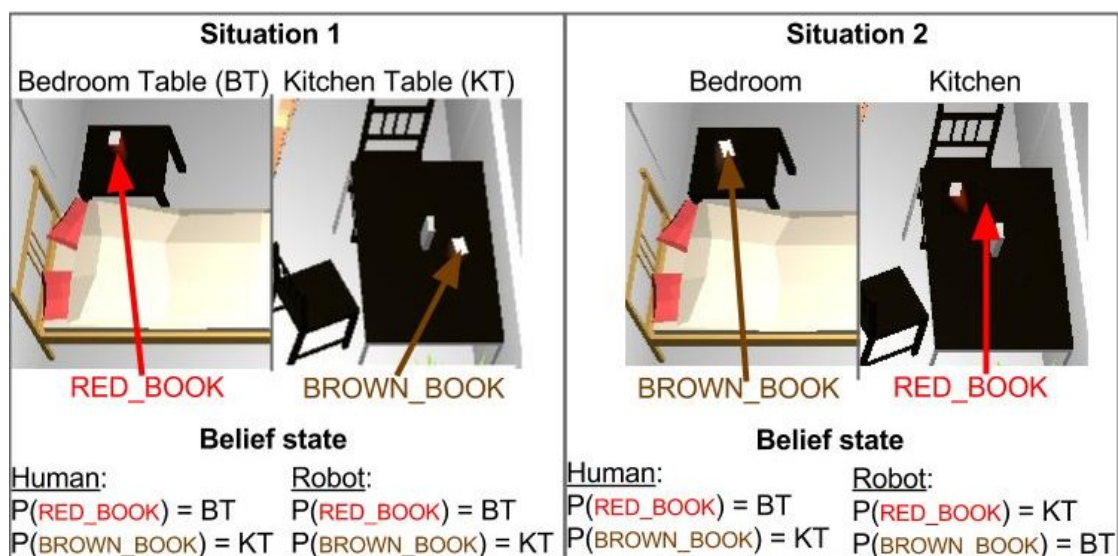 Situation 1
Bedroom Table (BT) Kitchen Table (KT)
RED_BOOK BROWN_BOOK
Belief state
Human: Robot:
P(RED_BOOK) = BT P(RED_BOOK) = BT
P(BROWN_BOOK) = KT P(BROWN_BOOK) = KT
Situation 2
Bedroom Kitchen
BROWN_BOOK RED_BOOK
Belief state
Human: Robot:
P(RED_BOOK) = BT P(RED_BOOK) = KT
P(BROWN_BOOK) = KT P(BROWN_BOOK) = BT